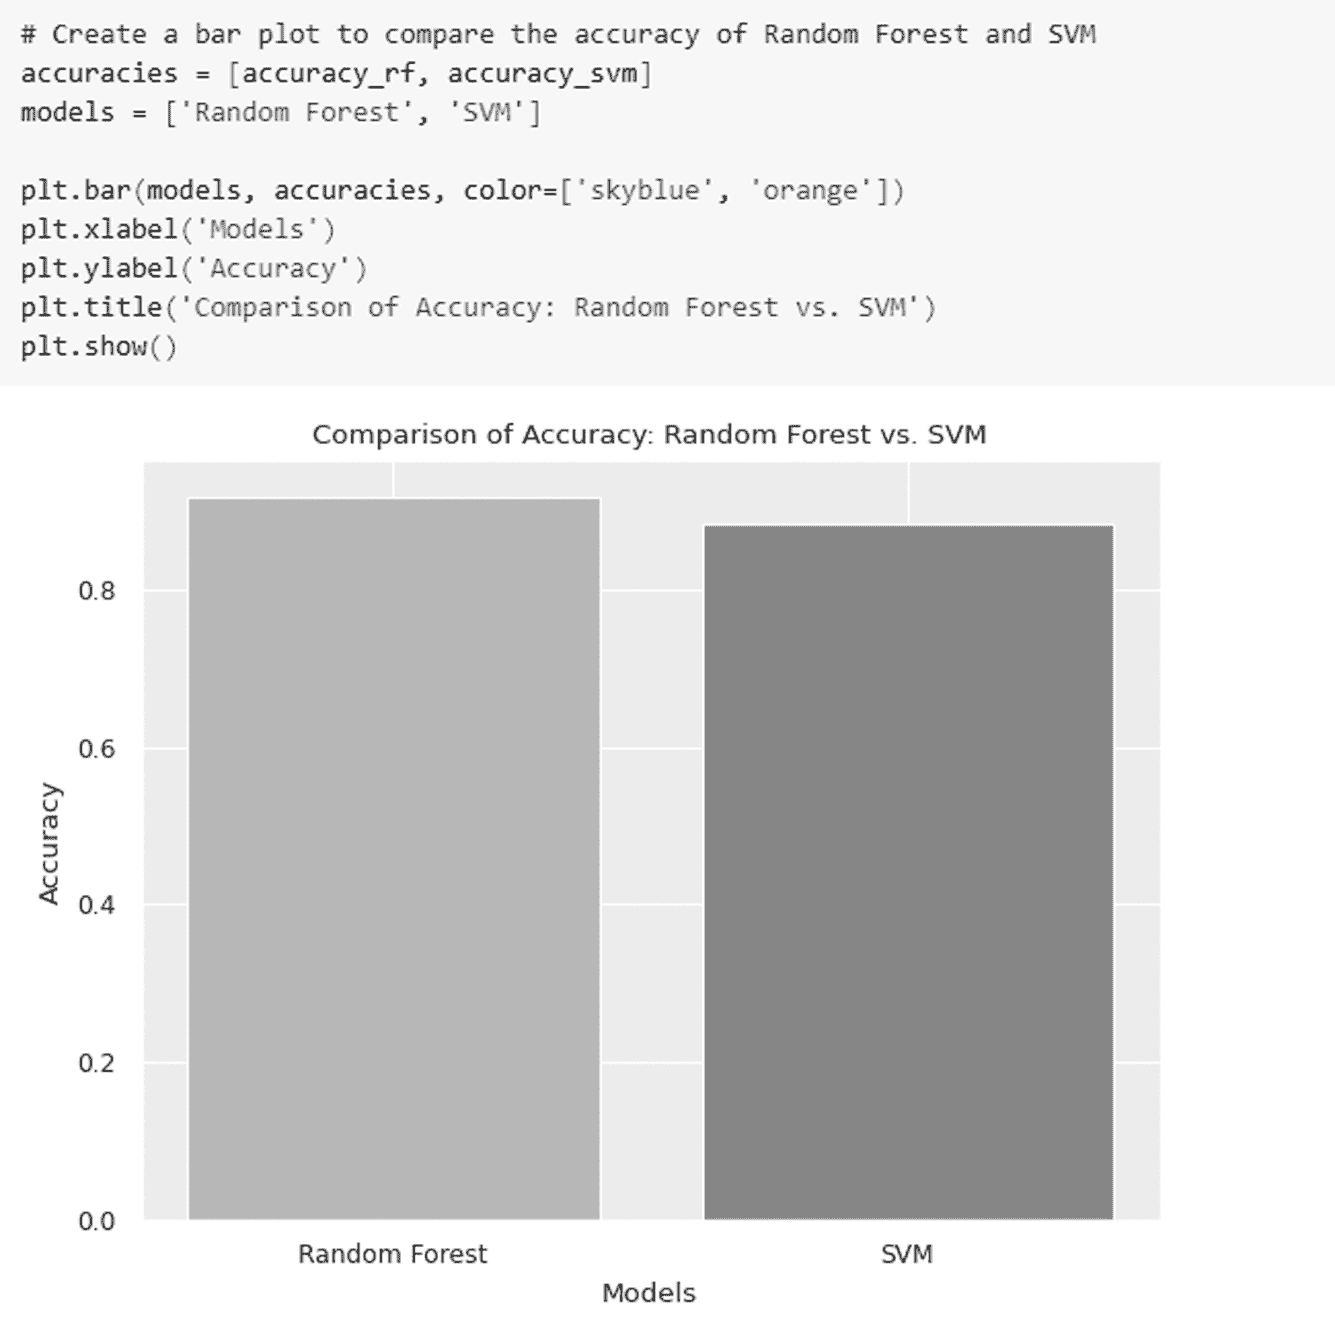 # Create a bar plot to compare the accuracy of Random Forest and SVM
accuracies = [accuracy_rf, accuracy_svm]
models = ['Random Forest', 'SVM']
plt.bar(models, accuracies, color=['skyblue', 'orange'])
plt.xlabel('Models')
plt.ylabel('Accuracy')
plt.title('Comparison of Accuracy: Random Forest vs. SVM')
plt.show()
Comparison of Accuracy: Random Forest vs. SVM
0.8
0.6
0.4
0.2
0.0
Accuracy
Random Forest
SVM
Models